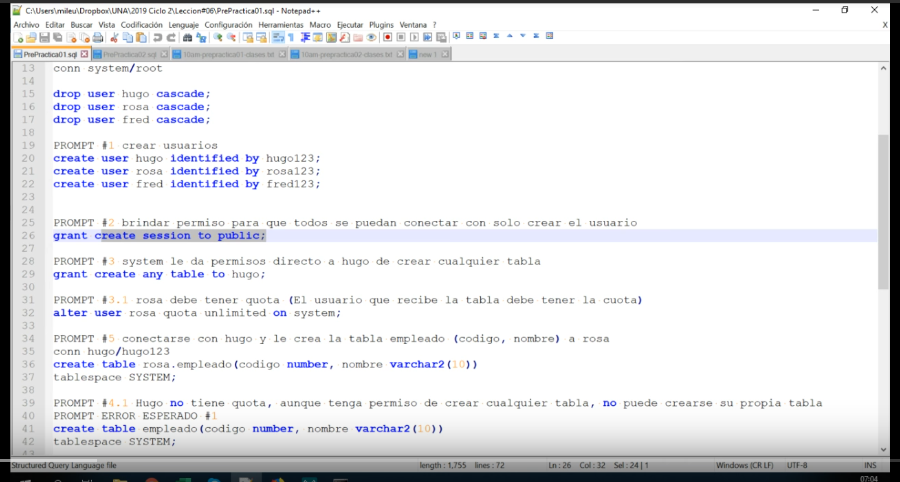 C:\Users\mileu\Dropbox\UNA\2019 Ciclo 2\Leccion#06\PrePractica01.sql - Notepad++
Archivo Editar Buscar Vista Codificación Lenguaje Configuración Herramientas Macro Ejecutar Plugins Ventana ? X
PrePractica01.sql PrePractica02.sql 10am-prepractica01-clases.txt 10am-prepractica02-clases.txt new 1
13 conn system/root
14
15 drop user hugo cascade;
16 drop user rosa cascade;
17 drop user fred cascade;
18
19 PROMPT #1 crear usuarios
20 create user hugo identified by hugo123;
21 create user rosa identified by rosa123;
22 create user fred identified by fred123;
23
24
25 PROMPT #2 brindar permiso para que todos se puedan conectar con solo crear el usuario
26 grant create session to public;
27
28 PROMPT #3 system le da permisos directo a hugo de crear cualquier tabla
29 grant create any table to hugo;
30
31 PROMPT #3.1 rosa debe tener quota (El usuario que recibe la tabla debe tener la cuota)
32 alter user rosa quota unlimited on system;
33
34 PROMPT #5 conectarse con hugo y le crea la tabla empleado (codigo, nombre) a rosa
35 conn hugo/hugo123
36 create table rosa.empleado(codigo number, nombre varchar2(10))
37 tablespace SYSTEM;
38
39 PROMPT #4.1 Hugo no tiene quota, aunque tenga permiso de crear cualquier tabla, no puede crearse su propia tabla
40 PROMPT ERROR ESPERADO #1
41 create table empleado(codigo number, nombre varchar2(10))
42 tablespace SYSTEM;
43
Structured Query Language file length : 1,755 lines : 72 Ln : 26 Col : 32 Sel : 24 | 1 Windows (CR LF) UTF-8 INS
07:04